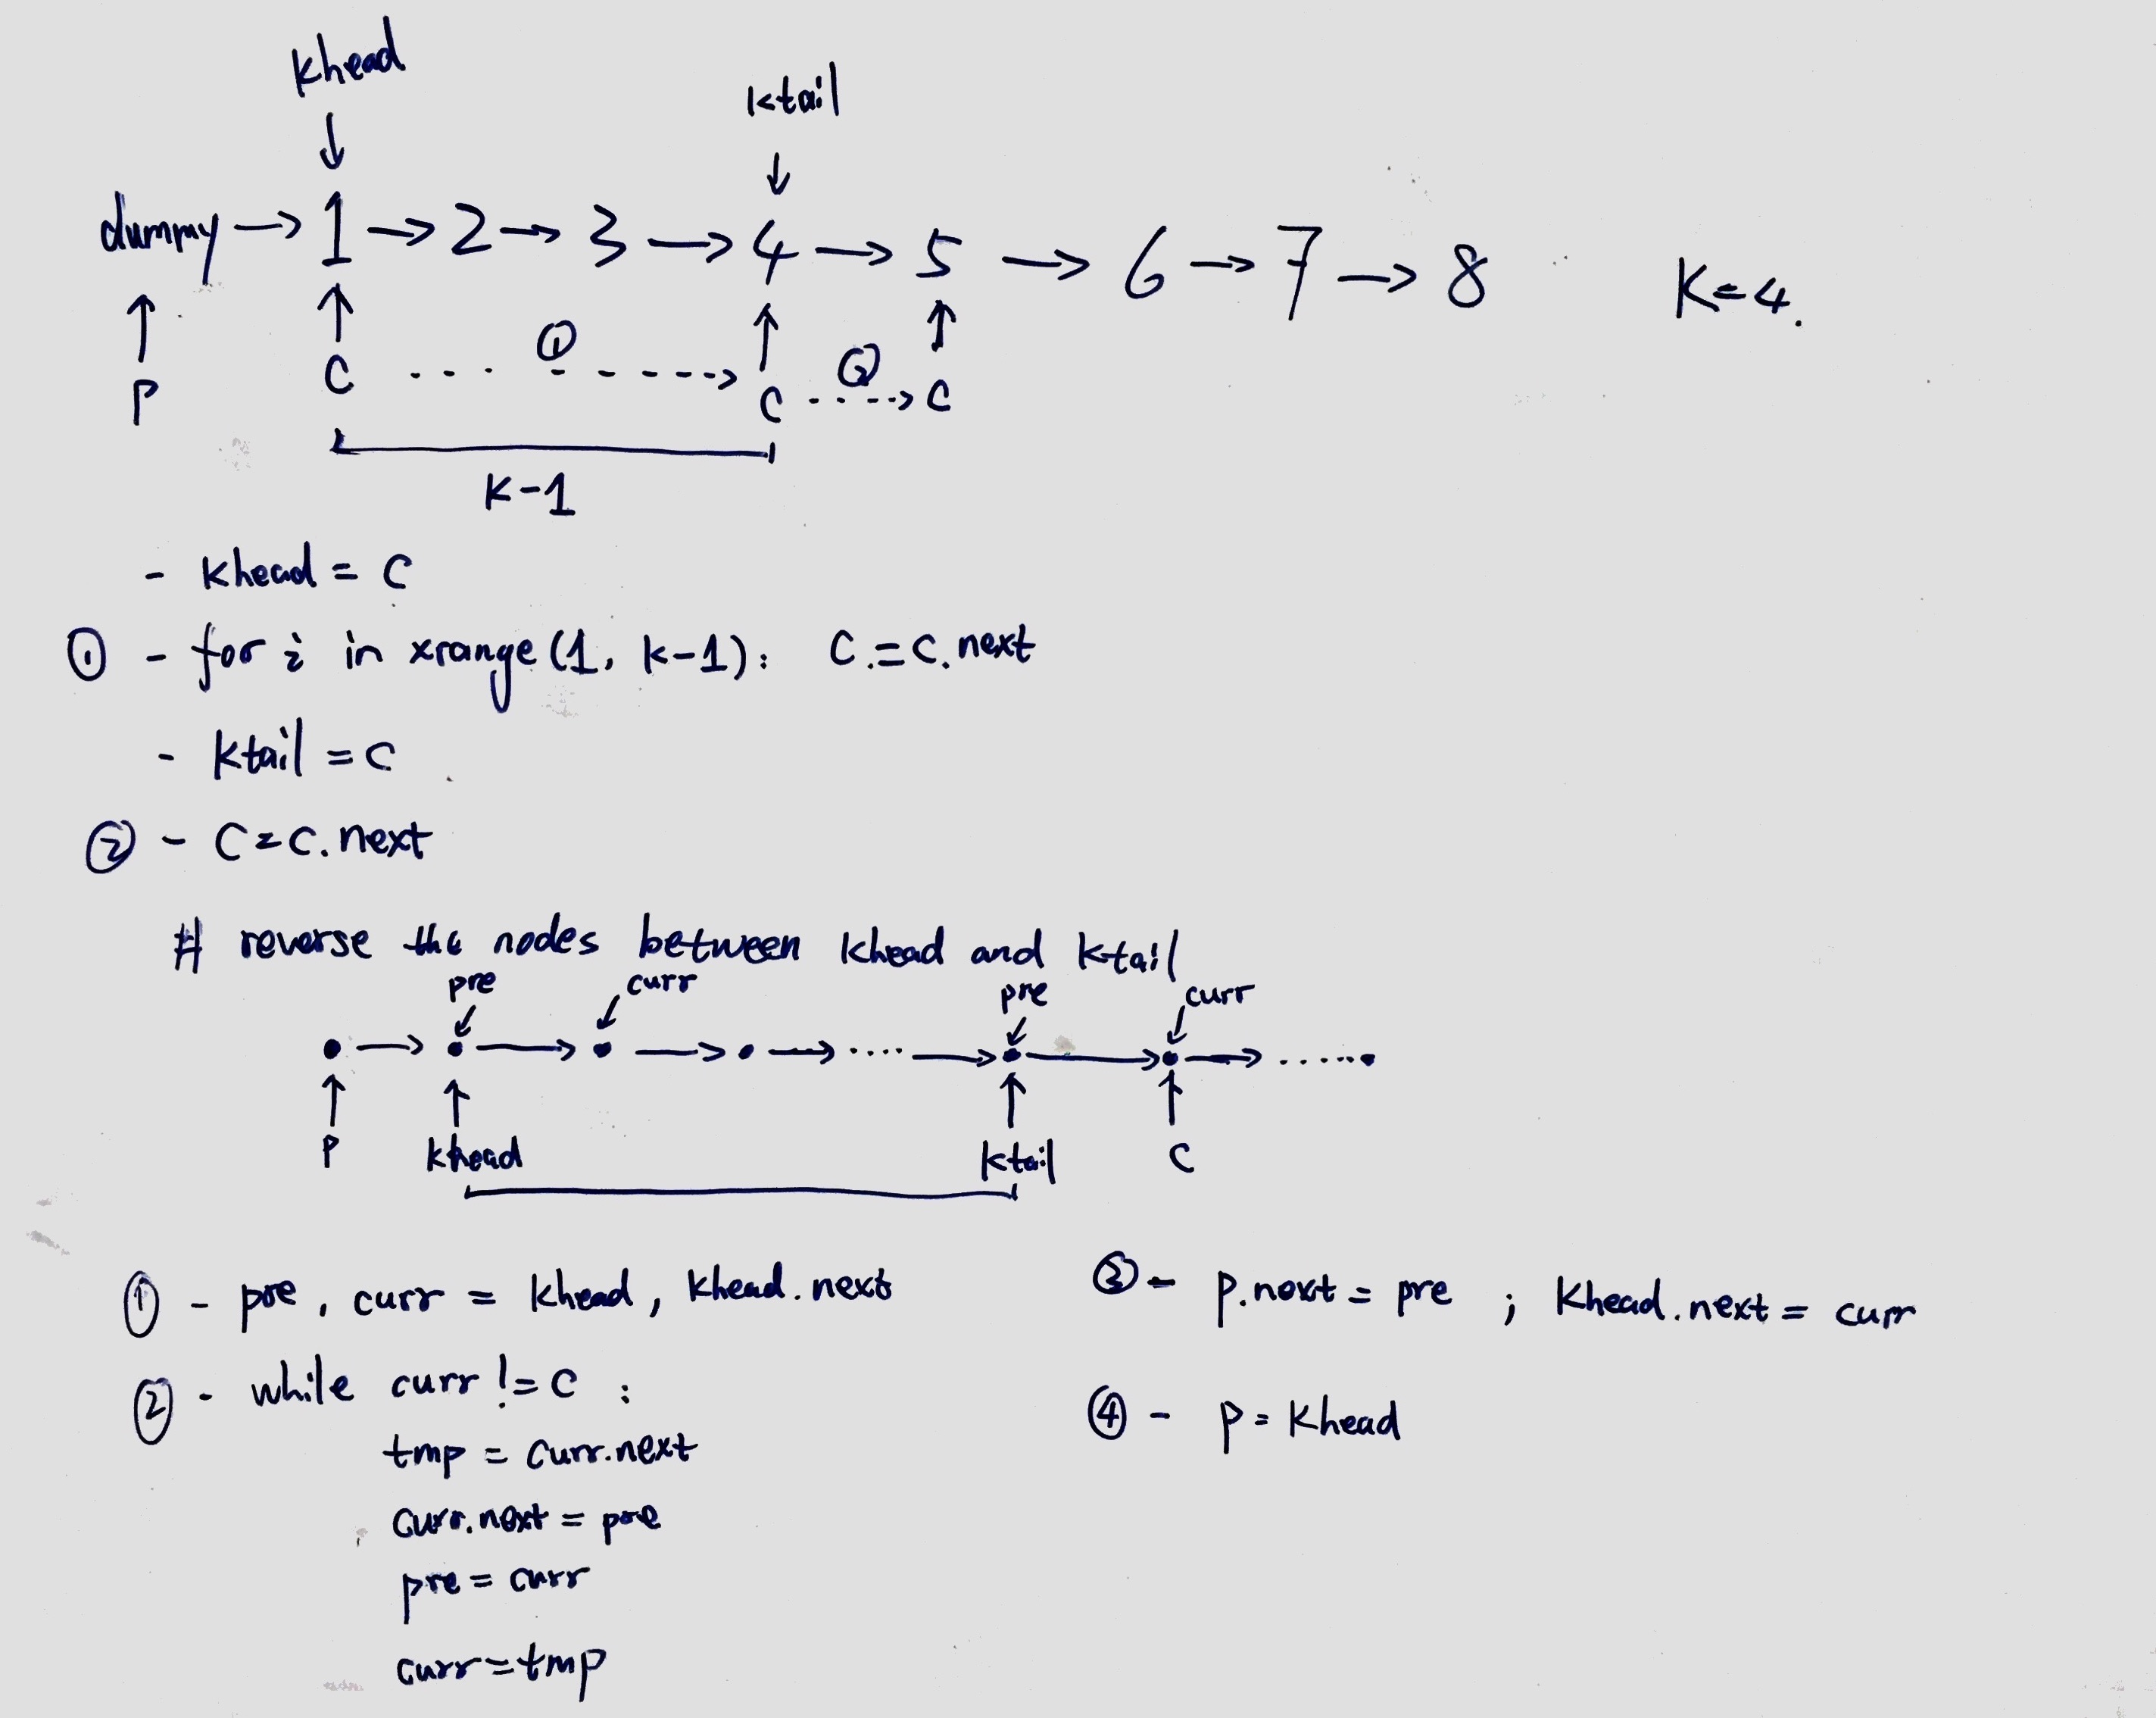 khead
ktail
dummy → 1 → 2 → 3 → 4 → 5 → 6 → 7 → 8 K=4.
P C ① C ② C
K-1
- khead = C
① - for i in xrange(1, k-1): C.=C.next
- ktail = C
② - C=C.next
# reverse the nodes between khead and ktail
pre curr pre curr
P khead ktail C
① - pre, curr = khead, khead.next
② - while curr != C :
tmp = curr.next
curr.next = pre
pre = curr
curr=tmp
③ - P.next = pre ; khead.next = curr
④ - P = khead